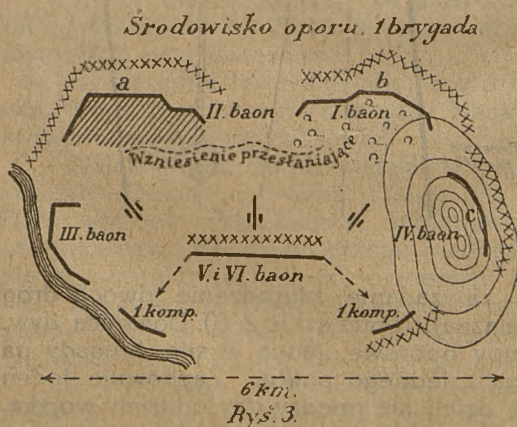 Środowisko oporu. 1 brygada
a
b
II. baon
I. baon
Wzniesienie przesłaniające
III. baon
IV. baon
c
V. i VI. baon
1 komp.
1 komp.
6 km.
Ryś. 3.